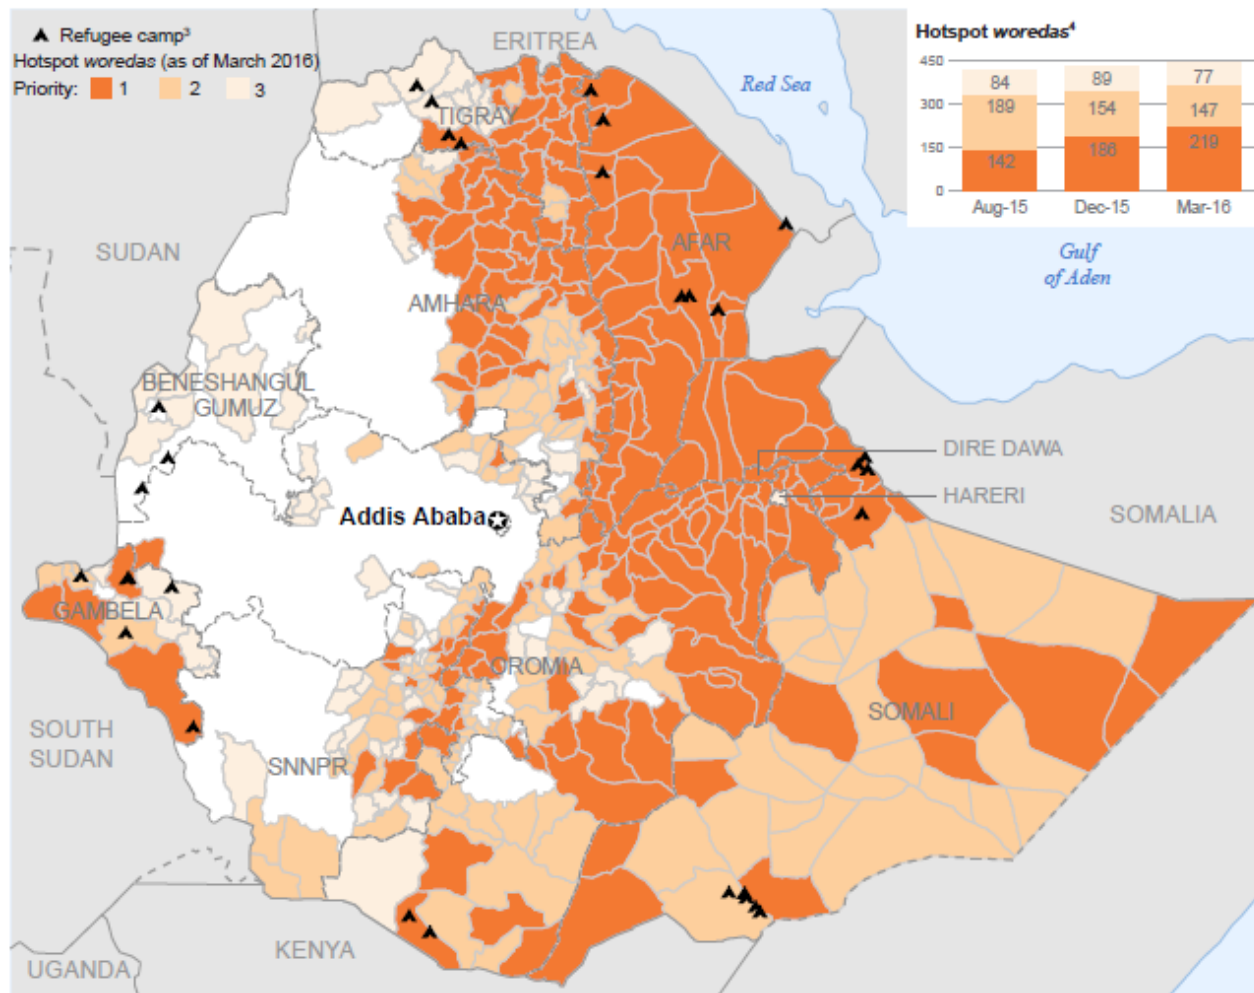 Refugee camp³
Hotspot woredas (as of March 2016)
Priority: 1 2 3
Hotspot woredas⁴
450
300
150
0
84
189
142
89
154
186
77
147
219
Aug-15
Dec-15
Mar-16
ERITREA
Red Sea
TIGRAY
SUDAN
AFAR
Gulf
of Aden
AMHARA
BENESHANGUL
GUMUZ
DIRE DAWA
HARERI
Addis Ababa
SOMALIA
GAMBELA
OROMIA
SOMALI
SOUTH
SUDAN
SNNPR
KENYA
UGANDA